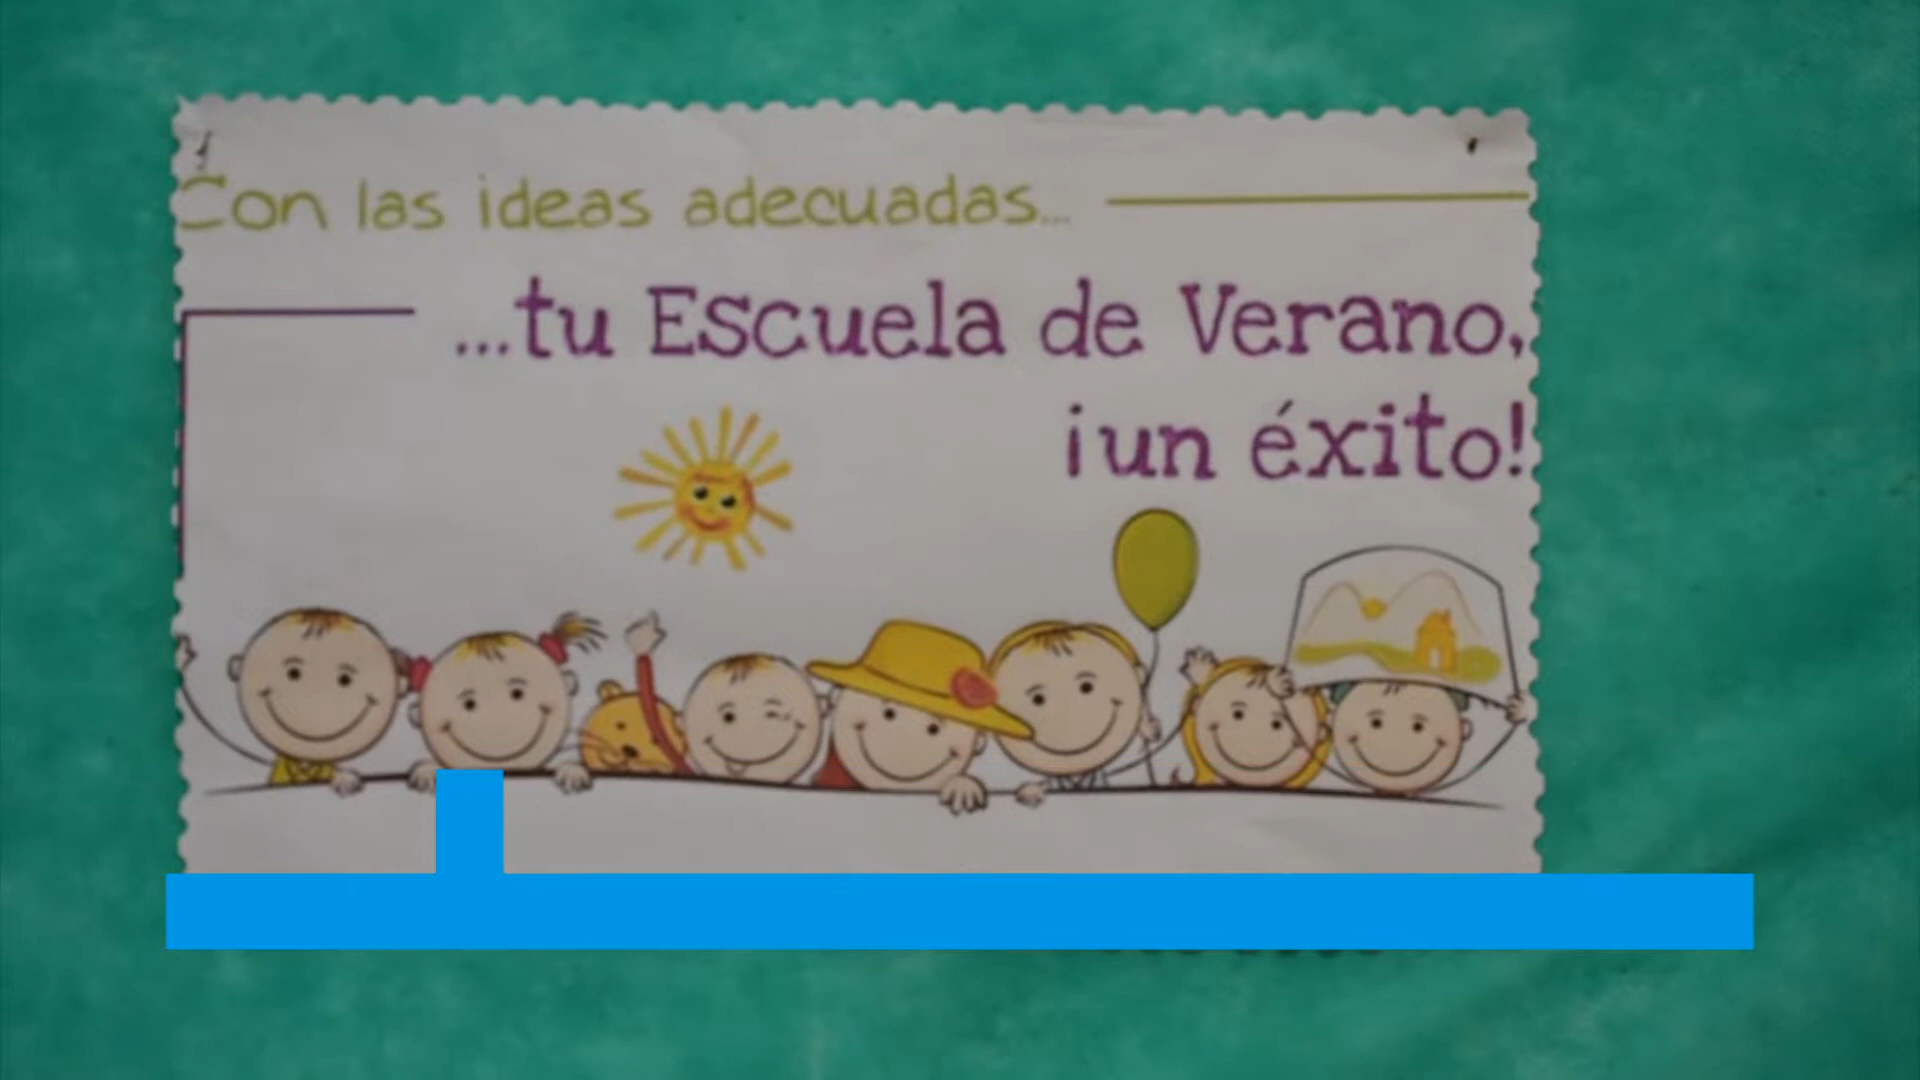 Con las ideas adecuadas...
...tu Escuela de Verano,
¡un éxito!